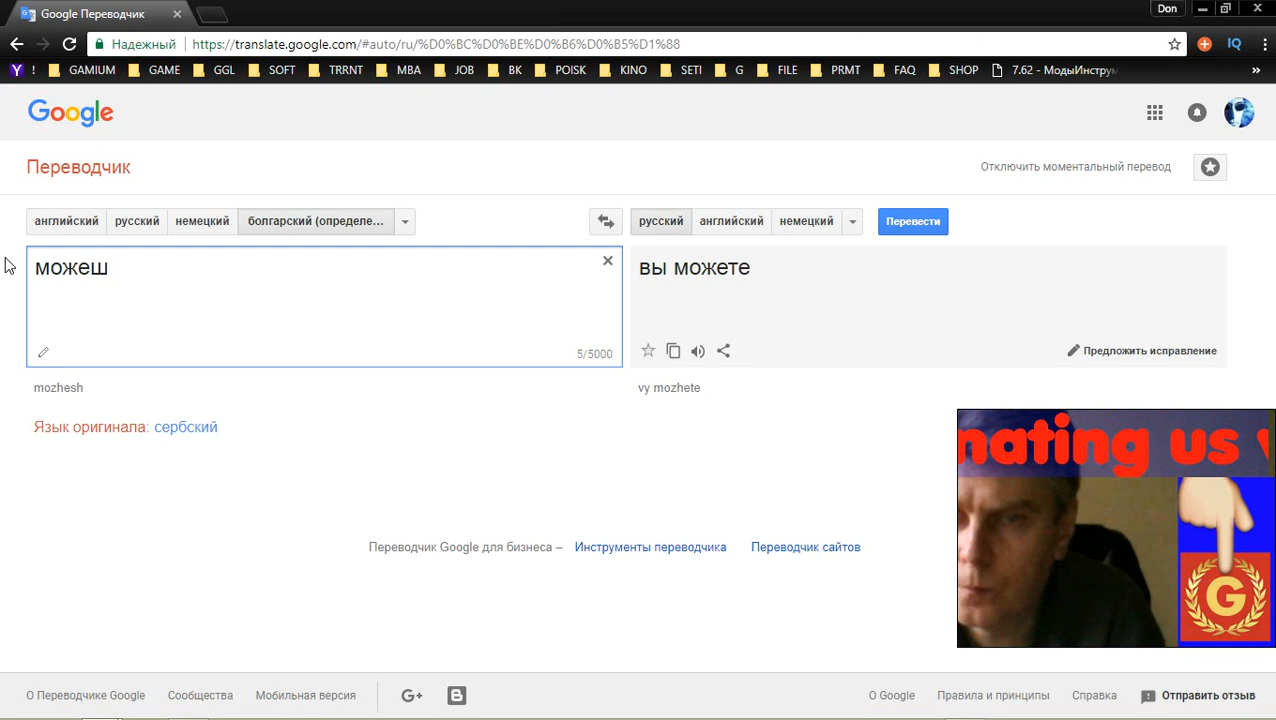 Google Переводчик
Don
Надежный
https://translate.google.com/#auto/ru/%D0%BC%D0%BE%D0%B6%D0%B5%D1%88
IQ
Y ! GAMIUM GAME GGL SOFT TRRNT MBA JOB BK POISK KINO SETI G FILE PRMT FAQ SHOP 7.62 - МодыИнструм
Google
Переводчик
Отключить моментальный перевод
английский русский немецкий болгарский (определе...
русский английский немецкий Перевести
можеш
вы можете
5/5000
Предложить исправление
mozhesh
vy mozhete
Язык оригинала: сербский
nating us
G
Переводчик Google для бизнеса – Инструменты переводчика Переводчик сайтов
О Переводчике Google Сообщества Мобильная версия G+ B О Google Правила и принципы Справка Отправить отзыв